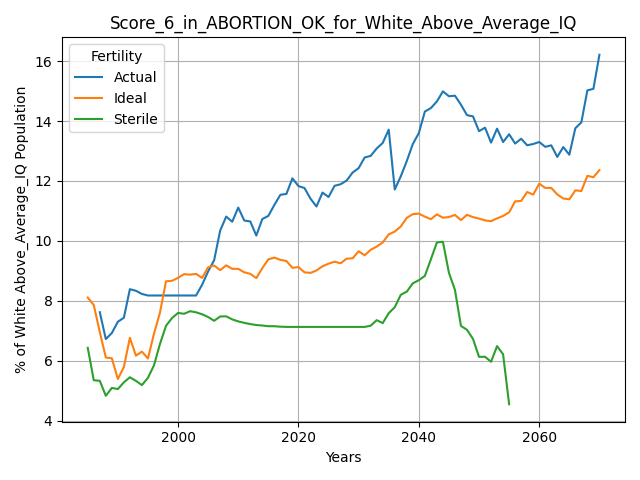 Score_6_in_ABORTION_OK_for_White_Above_Average_IQ
Fertility
Actual
Ideal
Sterile
% of White Above_Average_IQ Population
16
14
12
10
8
6
4
2000 2020 2040 2060
Years